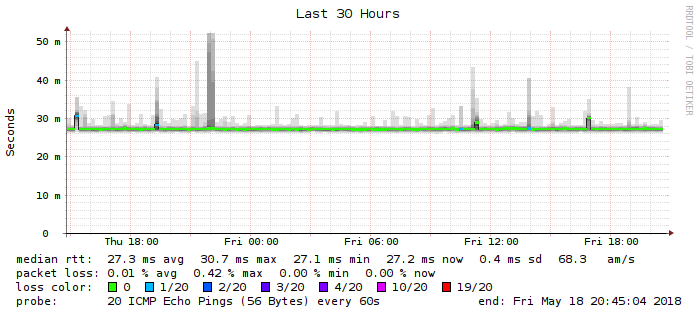 Last 30 Hours
RRDTOOL / TOBI OETIKER
Seconds
50 m
40 m
30 m
20 m
10 m
0
Thu 18:00 Fri 00:00 Fri 06:00 Fri 12:00 Fri 18:00
median rtt: 27.3 ms avg 30.7 ms max 27.1 ms min 27.2 ms now 0.4 ms sd 68.3 am/s
packet loss: 0.01 % avg 0.42 % max 0.00 % min 0.00 % now
loss color: 0 1/20 2/20 3/20 4/20 10/20 19/20
probe: 20 ICMP Echo Pings (56 Bytes) every 60s end: Fri May 18 20:45:04 2018